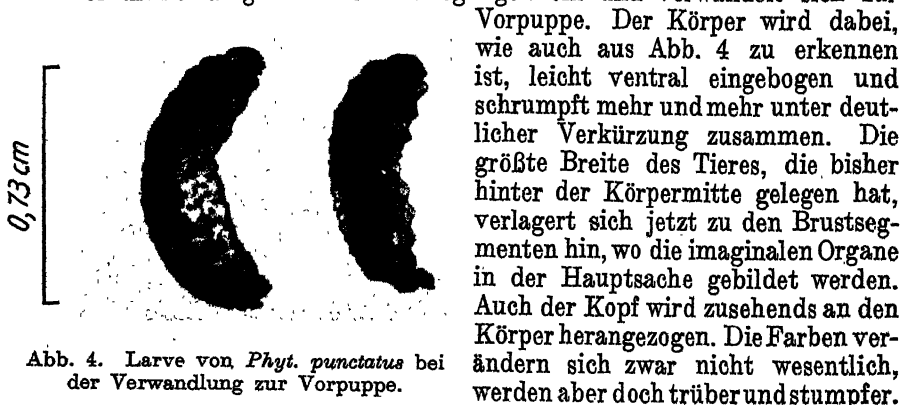 0,73 cm
Abb. 4. Larve von Phyt. punctatus bei
der Verwandlung zur Vorpuppe.
Vorpuppe. Der Körper wird dabei,
wie auch aus Abb. 4 zu erkennen
ist, leicht ventral eingebogen und
schrumpft mehr und mehr unter deut-
licher Verkürzung zusammen. Die
größte Breite des Tieres, die bisher
hinter der Körpermitte gelegen hat,
verlagert sich jetzt zu den Brustseg-
menten hin, wo die imaginalen Organe
in der Hauptsache gebildet werden.
Auch der Kopf wird zusehends an den
Körper herangezogen. Die Farben ver-
ändern sich zwar nicht wesentlich,
werden aber doch trüber und stumpfer.